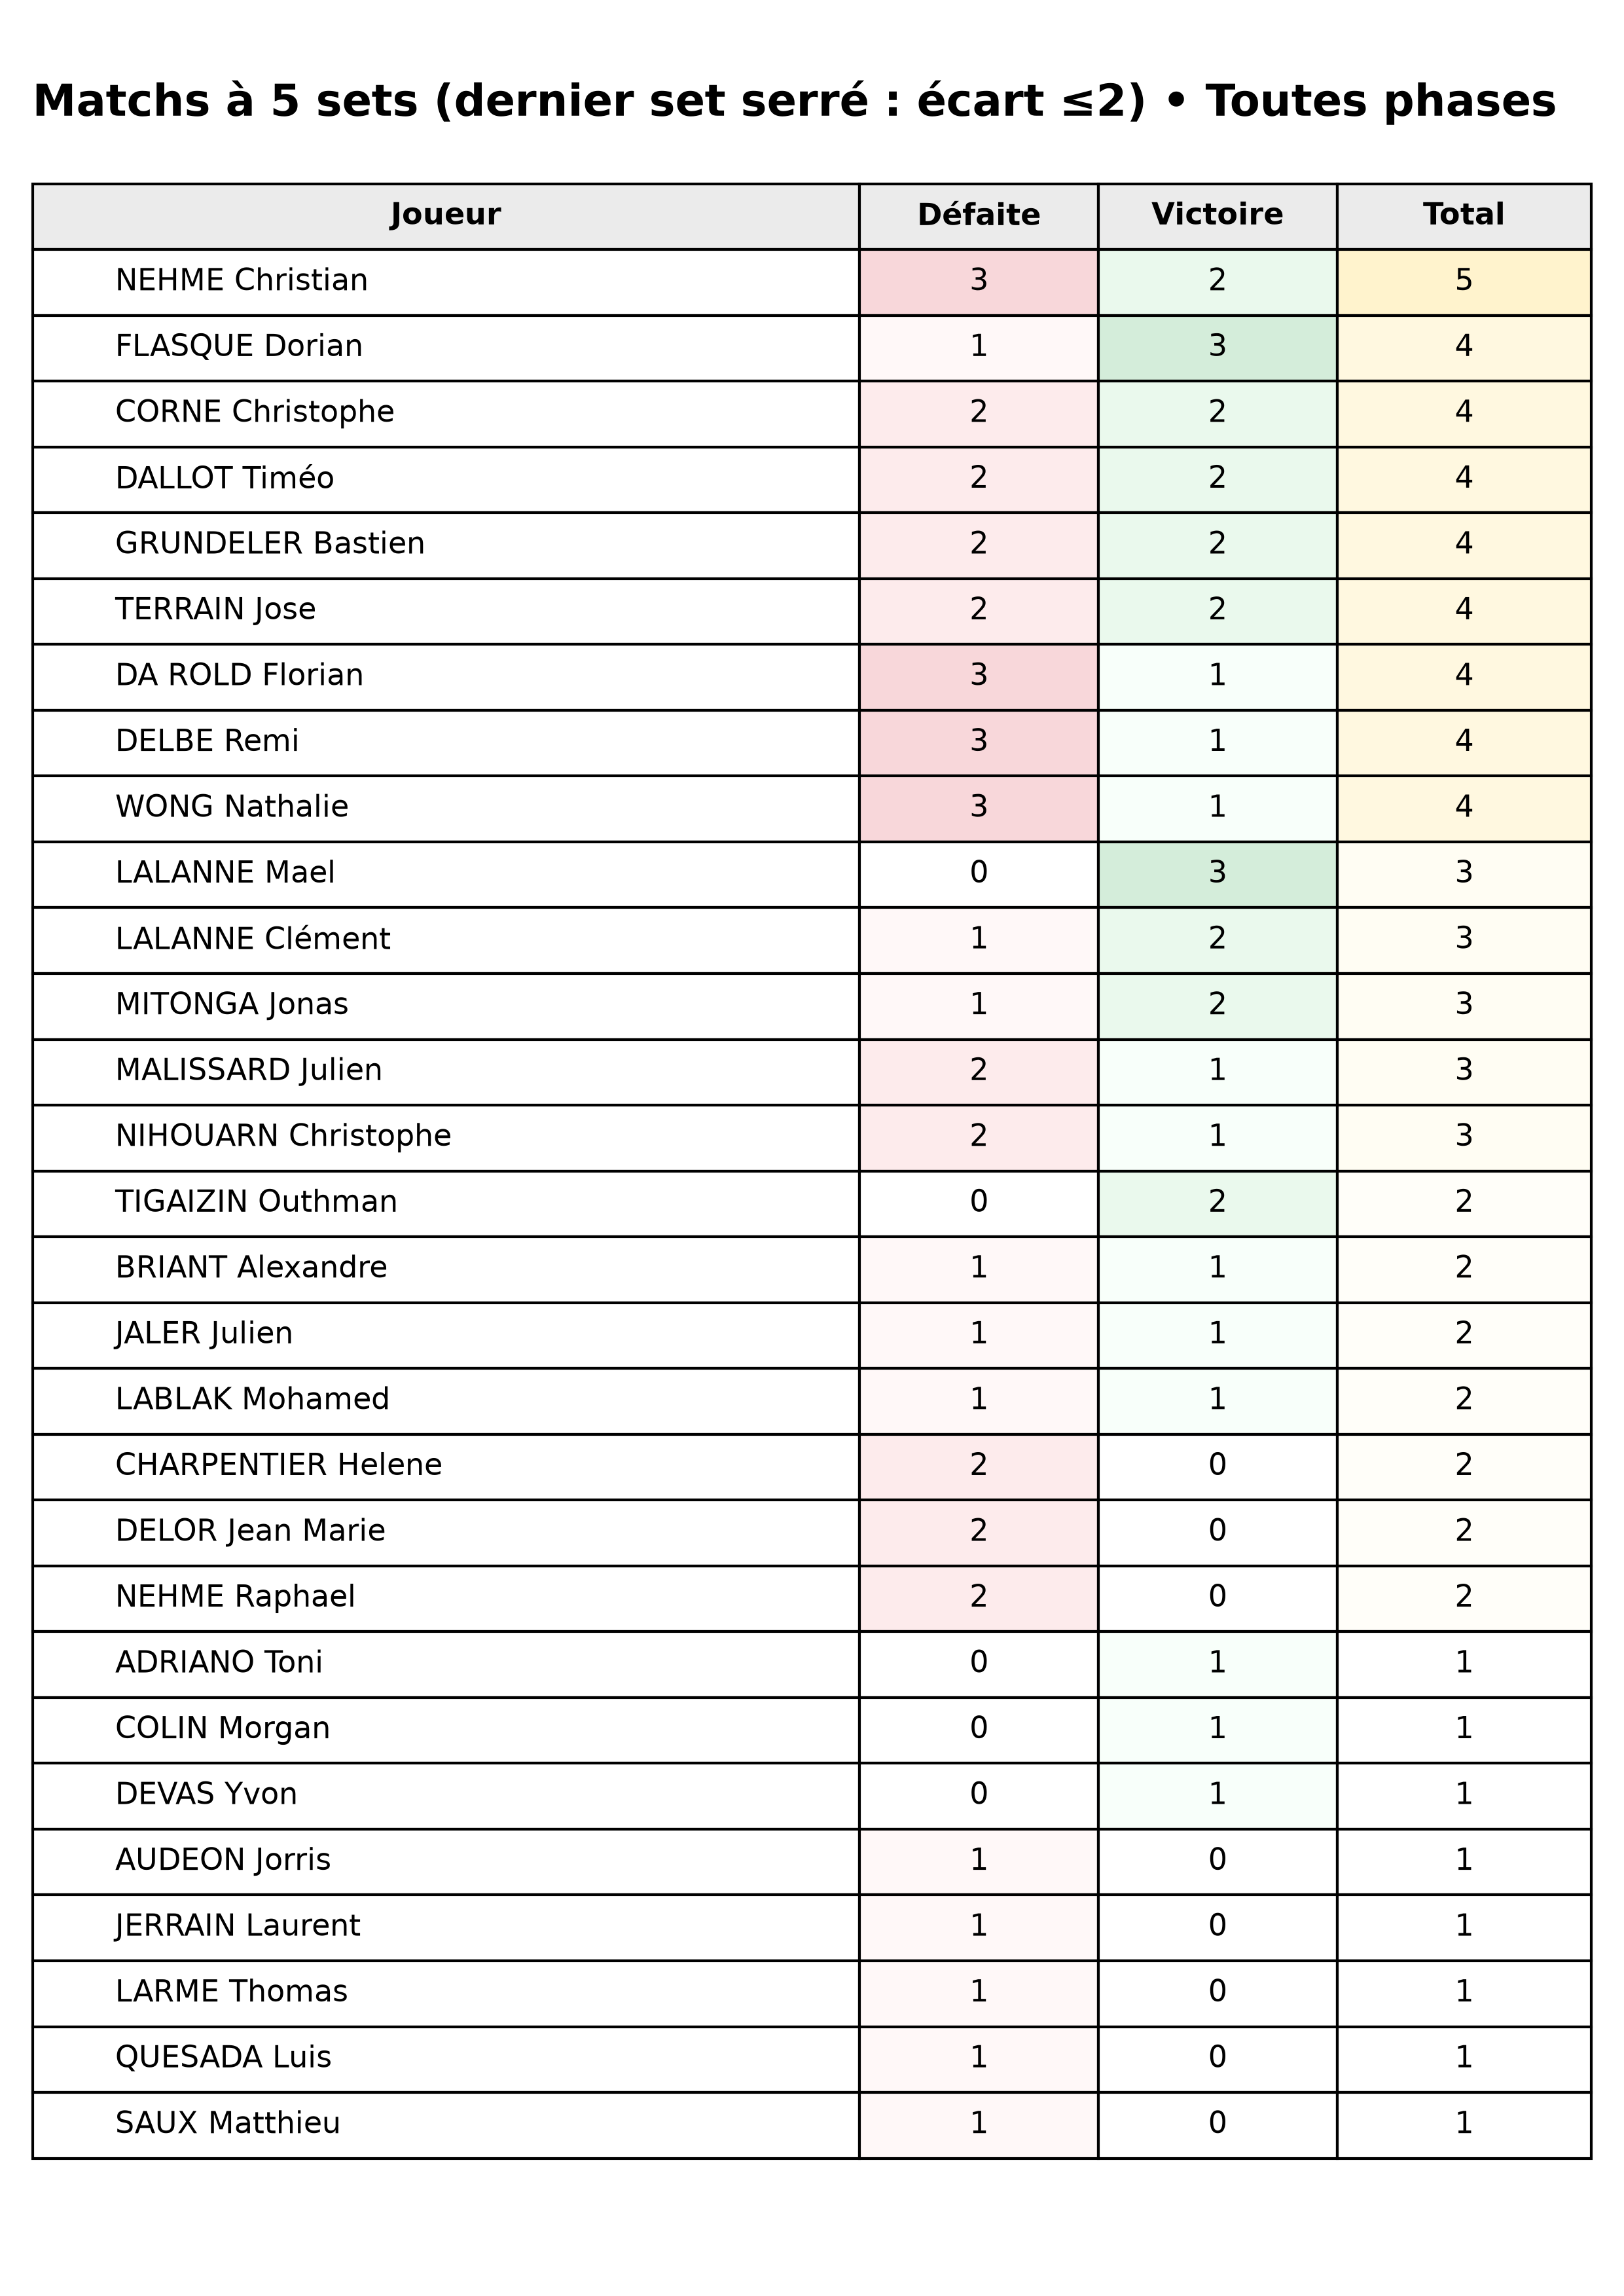 Matchs à 5 sets (dernier set serré : écart ≤2) • Toutes phases
Joueur Défaite Victoire Total
NEHME Christian 3 2 5
FLASQUE Dorian 1 3 4
CORNE Christophe 2 2 4
DALLOT Timéo 2 2 4
GRUNDELER Bastien 2 2 4
TERRAIN Jose 2 2 4
DA ROLD Florian 3 1 4
DELBE Remi 3 1 4
WONG Nathalie 3 1 4
LALANNE Mael 0 3 3
LALANNE Clément 1 2 3
MITONGA Jonas 1 2 3
MALISSARD Julien 2 1 3
NIHOUARN Christophe 2 1 3
TIGAIZIN Outhman 0 2 2
BRIANT Alexandre 1 1 2
JALER Julien 1 1 2
LABLAK Mohamed 1 1 2
CHARPENTIER Helene 2 0 2
DELOR Jean Marie 2 0 2
NEHME Raphael 2 0 2
ADRIANO Toni 0 1 1
COLIN Morgan 0 1 1
DEVAS Yvon 0 1 1
AUDEON Jorris 1 0 1
JERRAIN Laurent 1 0 1
LARME Thomas 1 0 1
QUESADA Luis 1 0 1
SAUX Matthieu 1 0 1